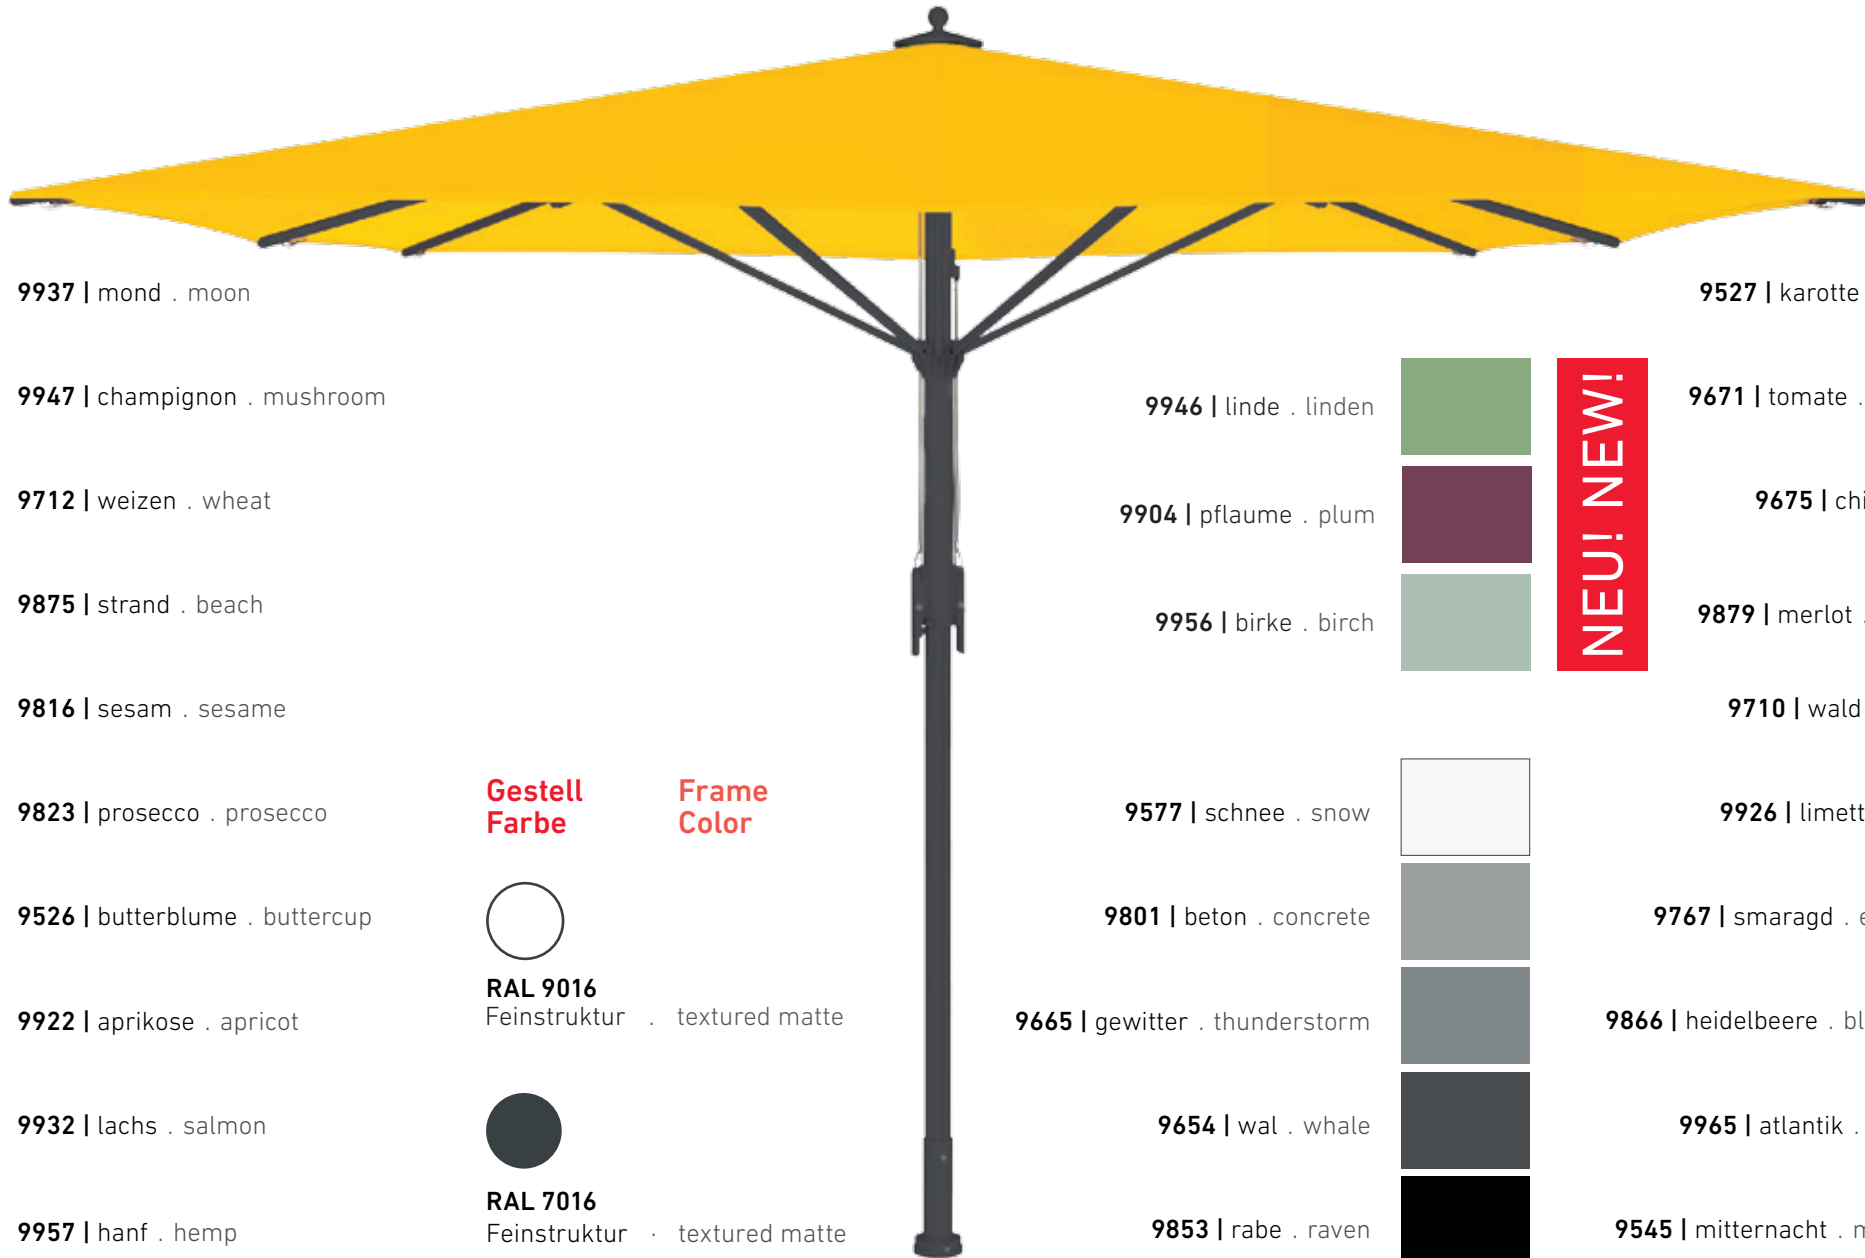 9937 | mond . moon
9947 | champignon . mushroom
9712 | weizen . wheat
9875 | strand . beach
9816 | sesam . sesame
9823 | prosecco . prosecco
9526 | butterblume . buttercup
9922 | aprikose . apricot
9932 | lachs . salmon
9957 | hanf . hemp
Gestell
Farbe
Frame
Color
RAL 9016
Feinstruktur . textured matte
RAL 7016
Feinstruktur · textured matte
9946 | linde . linden
9904 | pflaume . plum
9956 | birke . birch
NEU! NEW!
9577 | schnee . snow
9801 | beton . concrete
9665 | gewitter . thunderstorm
9654 | wal . whale
9853 | rabe . raven
9527 | karotte
9671 | tomate .
9675 |
9879 | merlot .
9710 | wald
9926 |
9767 | smaragd .
9866 | heidelbeere .
9965 | atlantik .
9545 | mitternacht .